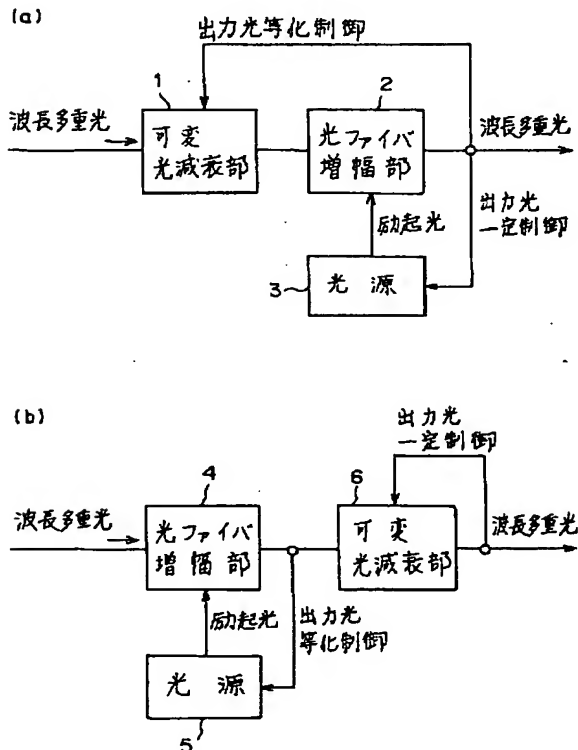 (a)
出力光等化制御
1
2
波長多重光
可変
光減衰部
光ファイバ
増幅部
波長多重光
励起光
出力光
一定制御
3
光源
(b)
出力光
一定制御
4
6
波長多重光
光ファイバ
増幅部
可変
光減衰部
波長多重光
励起光
出力光
等化制御
光源
5